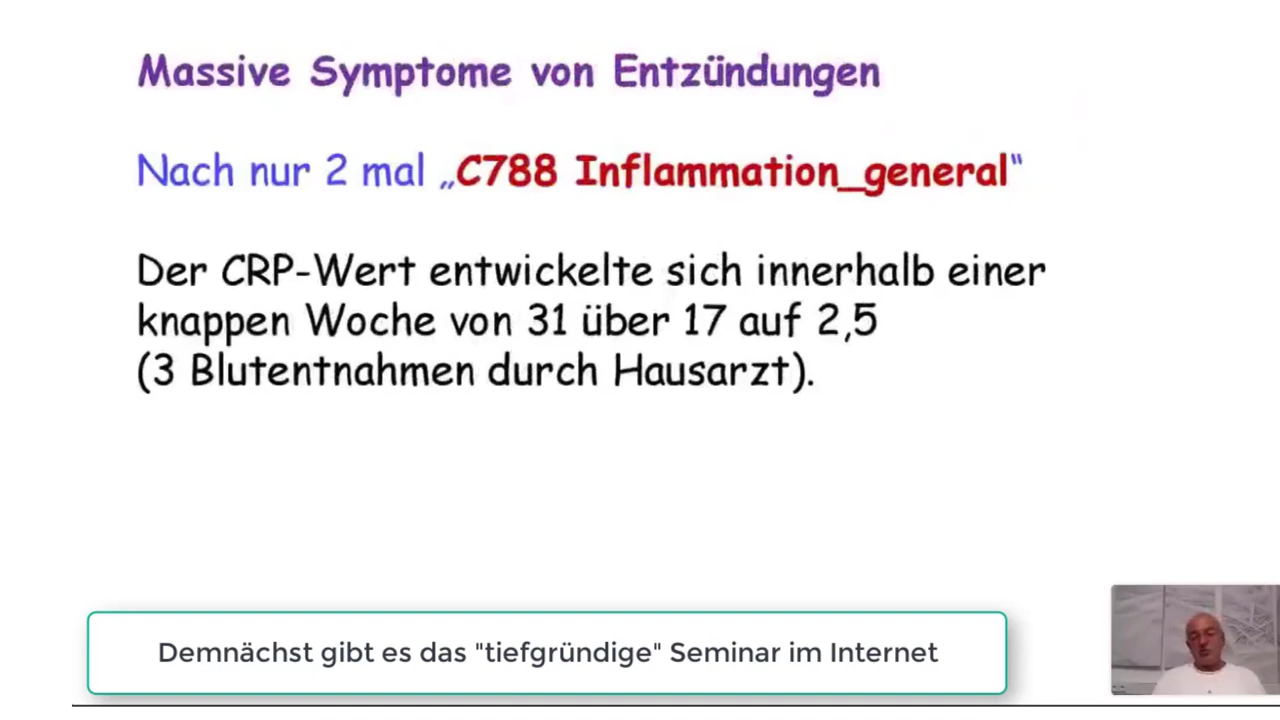 Massive Symptome von Entzündungen
Nach nur 2 mal „C788 Inflammation_general“
Der CRP-Wert entwickelte sich innerhalb einer
knappen Woche von 31 über 17 auf 2,5
(3 Blutentnahmen durch Hausarzt).
Demnächst gibt es das "tiefgründige" Seminar im Internet